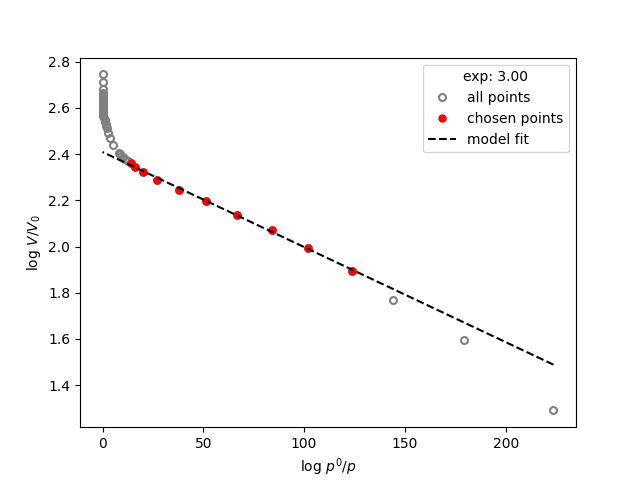 exp: 3.00
all points
chosen points
model fit
2.8
2.6
2.4
2.2
2.0
1.8
1.6
1.4
log V/V₀
0 50 100 150 200
log p⁰/p